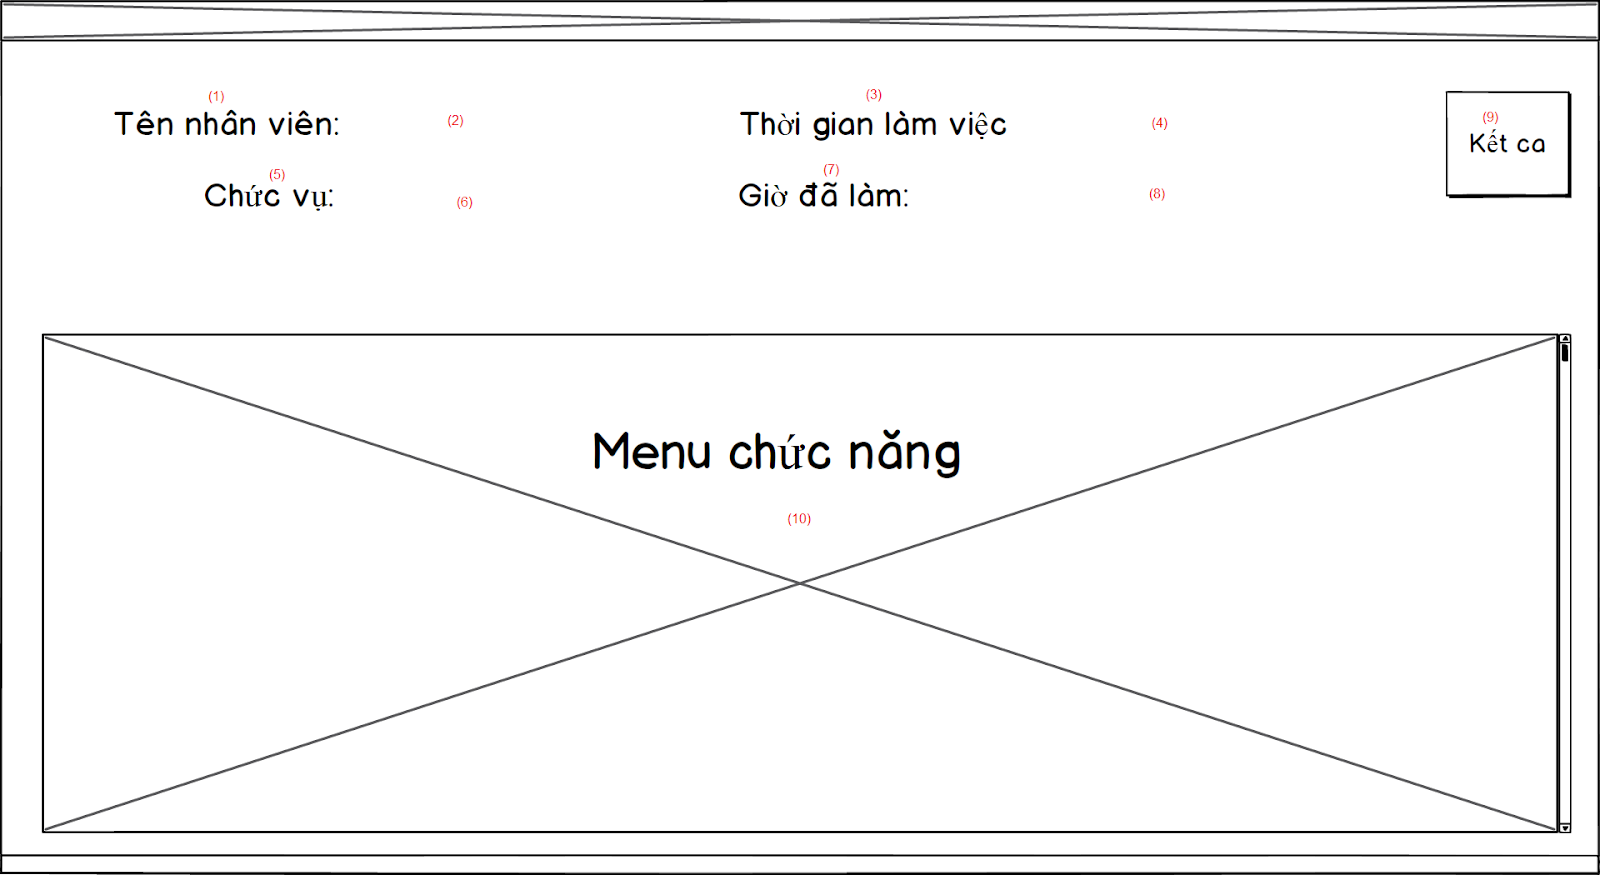 (1)
Tên nhân viên:
(2)
(3)
Thời gian làm việc
(4)
(9)
Kết ca
(5)
Chức vụ:
(6)
(7)
Giờ đã làm:
(8)
Menu chức năng
(10)